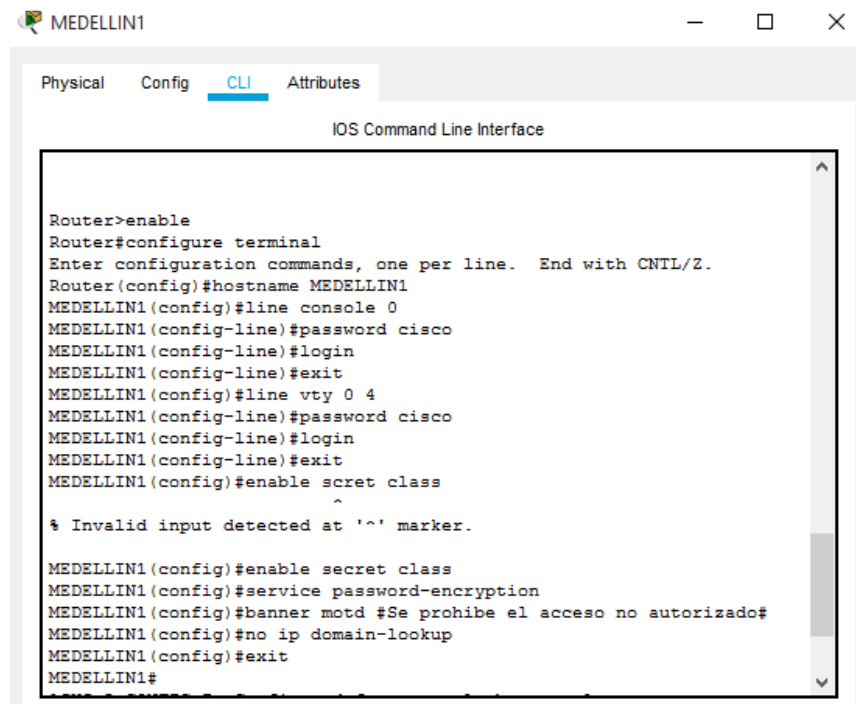 MEDELLIN1
Physical Config CLI Attributes
IOS Command Line Interface
Router>enable
Router#configure terminal
Enter configuration commands, one per line.  End with CNTL/Z.
Router(config)#hostname MEDELLIN1
MEDELLIN1(config)#line console 0
MEDELLIN1(config-line)#password cisco
MEDELLIN1(config-line)#login
MEDELLIN1(config-line)#exit
MEDELLIN1(config)#line vty 0 4
MEDELLIN1(config-line)#password cisco
MEDELLIN1(config-line)#login
MEDELLIN1(config-line)#exit
MEDELLIN1(config)#enable scret class
^
% Invalid input detected at '^' marker.
MEDELLIN1(config)#enable secret class
MEDELLIN1(config)#service password-encryption
MEDELLIN1(config)#banner motd #Se prohibe el acceso no autorizado#
MEDELLIN1(config)#no ip domain-lookup
MEDELLIN1(config)#exit
MEDELLIN1#